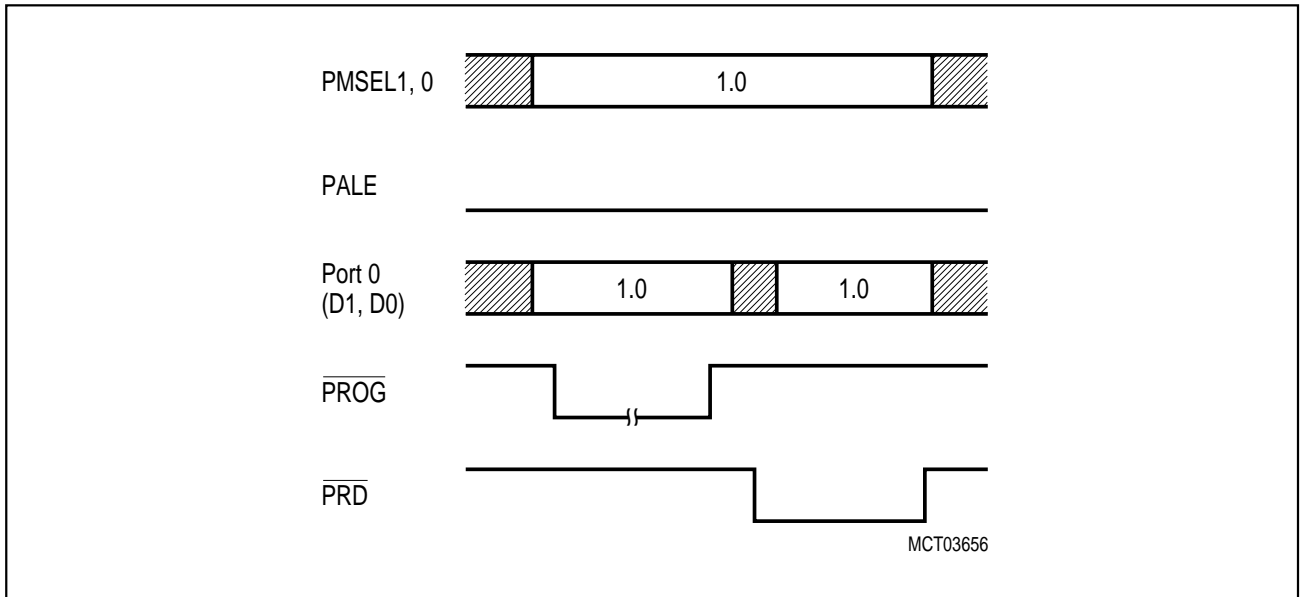 PMSEL1, 0
1.0
PALE
Port 0
(D1, D0)
1.0
1.0
PROG
PRD
MCT03656